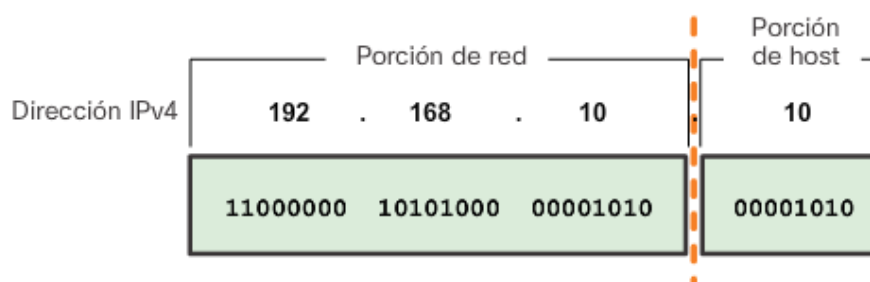 Porción de red
Porción
de host
Dirección IPv4 192 . 168 . 10 . 10
11000000 10101000 00001010 00001010